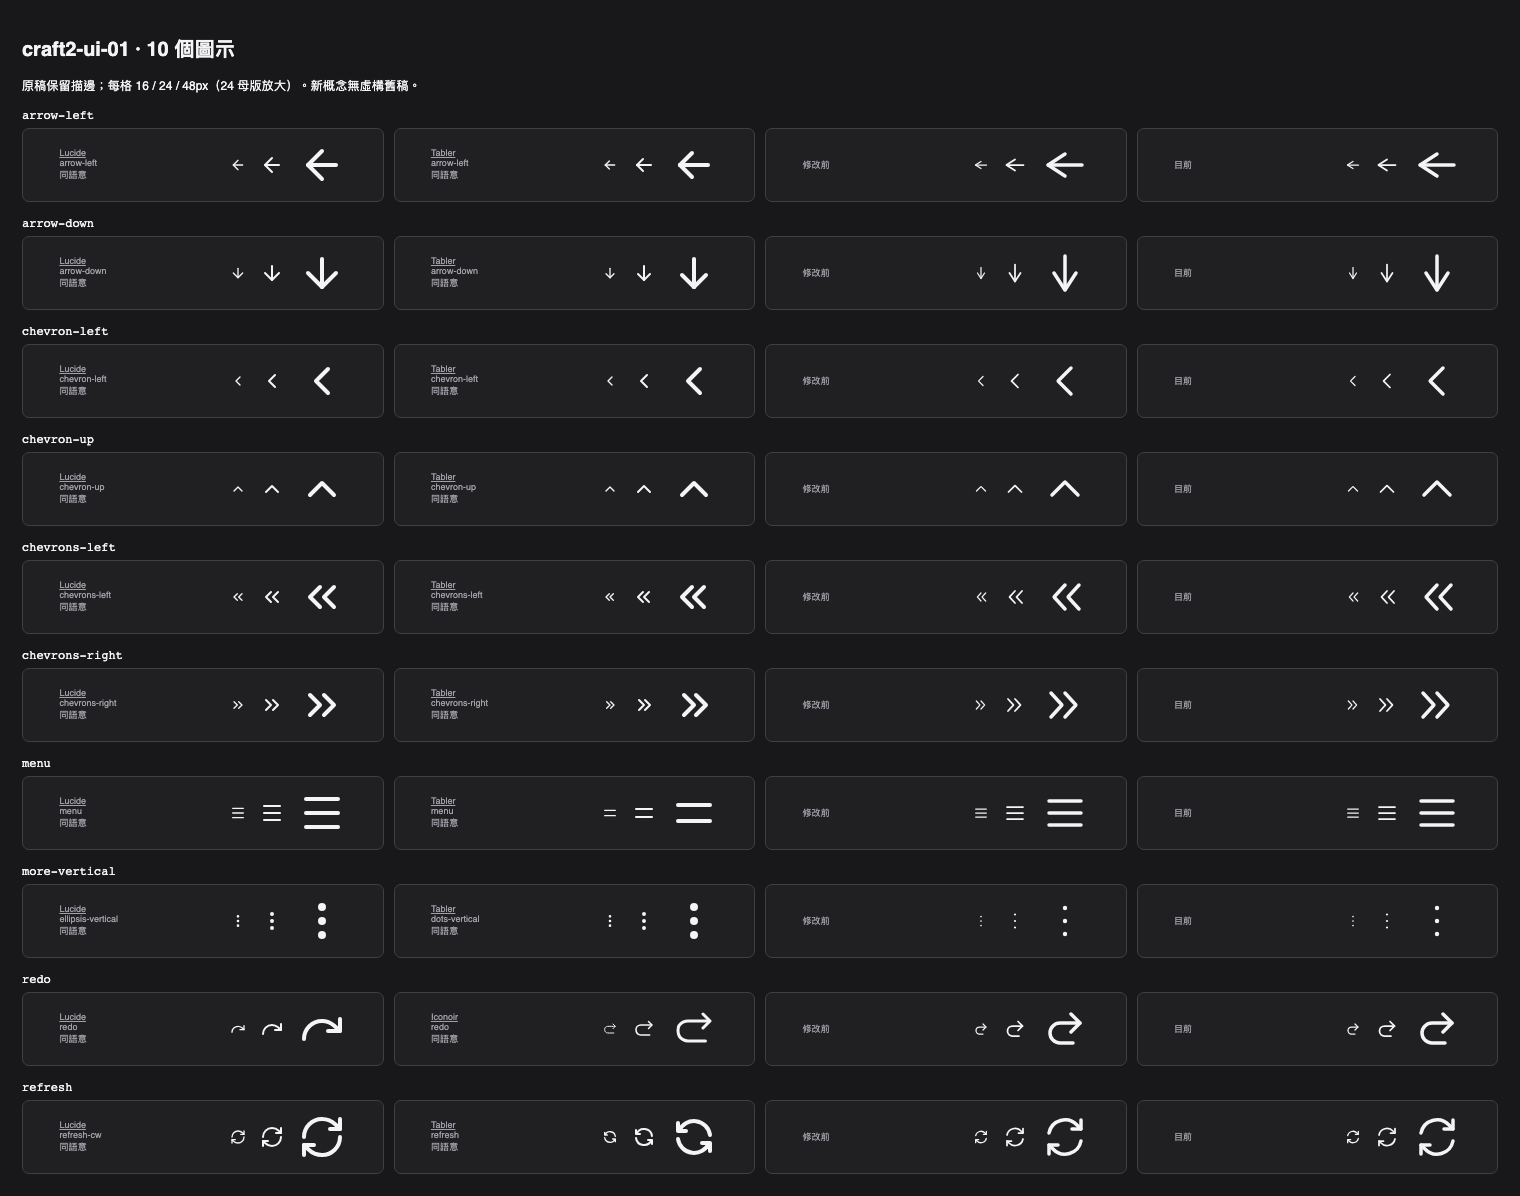 craft2-ui-01 · 10 個圖示
原稿保留描邊；每格 16 / 24 / 48px（24 母版放大）。新概念無虛構舊稿。
arrow-left
Lucide
arrow-left
同語意
Tabler
arrow-left
同語意
修改前
目前
arrow-down
Lucide
arrow-down
同語意
Tabler
arrow-down
同語意
修改前
目前
chevron-left
Lucide
chevron-left
同語意
Tabler
chevron-left
同語意
修改前
目前
chevron-up
Lucide
chevron-up
同語意
Tabler
chevron-up
同語意
修改前
目前
chevrons-left
Lucide
chevrons-left
同語意
Tabler
chevrons-left
同語意
修改前
目前
chevrons-right
Lucide
chevrons-right
同語意
Tabler
chevrons-right
同語意
修改前
目前
menu
Lucide
menu
同語意
Tabler
menu
同語意
修改前
目前
more-vertical
Lucide
ellipsis-vertical
同語意
Tabler
dots-vertical
同語意
修改前
目前
redo
Lucide
redo
同語意
Iconoir
redo
同語意
修改前
目前
refresh
Lucide
refresh-cw
同語意
Tabler
refresh
同語意
修改前
目前